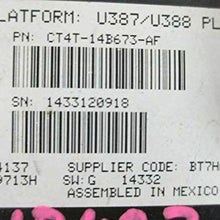 LATFORM: U387/U388 PL
PN: CT4T-14B673-AF
SN: 1433120918
4137 SUPPLIER CODE: BT7H
9713H SW:G 14332
ASSEMBLED IN MEXICO